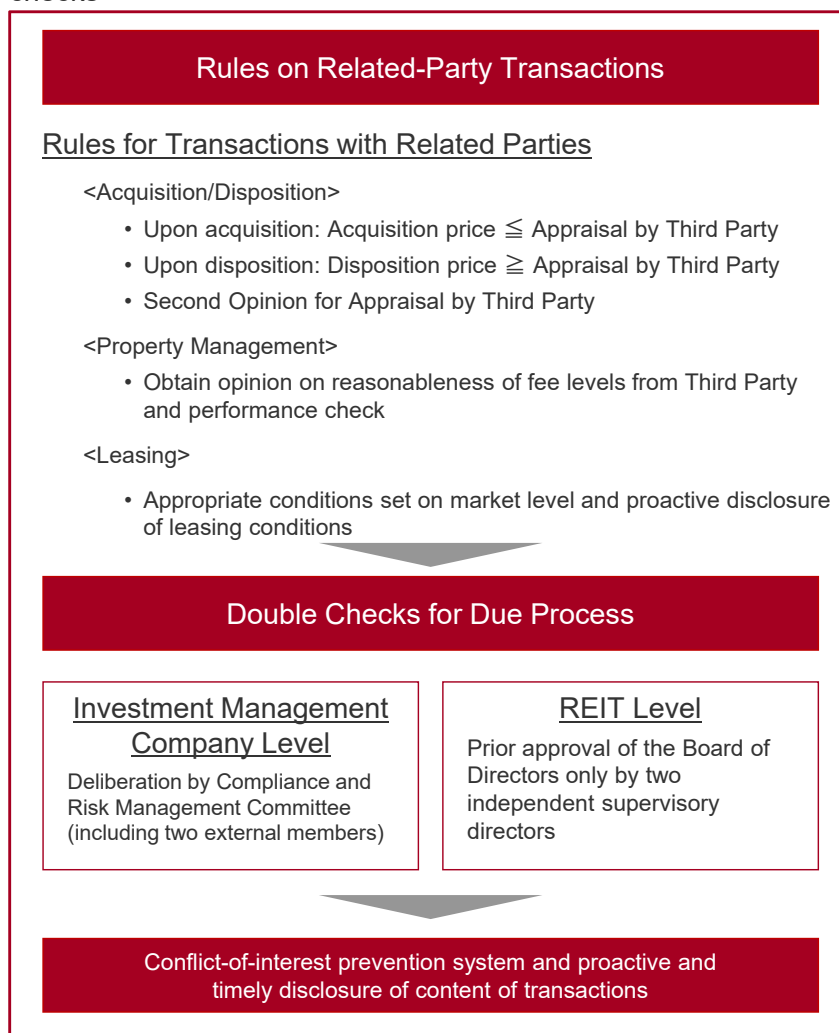 Rules on Related-Party Transactions
Rules for Transactions with Related Parties
<Acquisition/Disposition>
• Upon acquisition: Acquisition price ≦ Appraisal by Third Party
• Upon disposition: Disposition price ≧ Appraisal by Third Party
• Second Opinion for Appraisal by Third Party
<Property Management>
• Obtain opinion on reasonableness of fee levels from Third Party
and performance check
<Leasing>
• Appropriate conditions set on market level and proactive disclosure
of leasing conditions
Double Checks for Due Process
Investment Management
Company Level
Deliberation by Compliance and
Risk Management Committee
(including two external members)
REIT Level
Prior approval of the Board of
Directors only by two
independent supervisory
directors
Conflict-of-interest prevention system and proactive and
timely disclosure of content of transactions